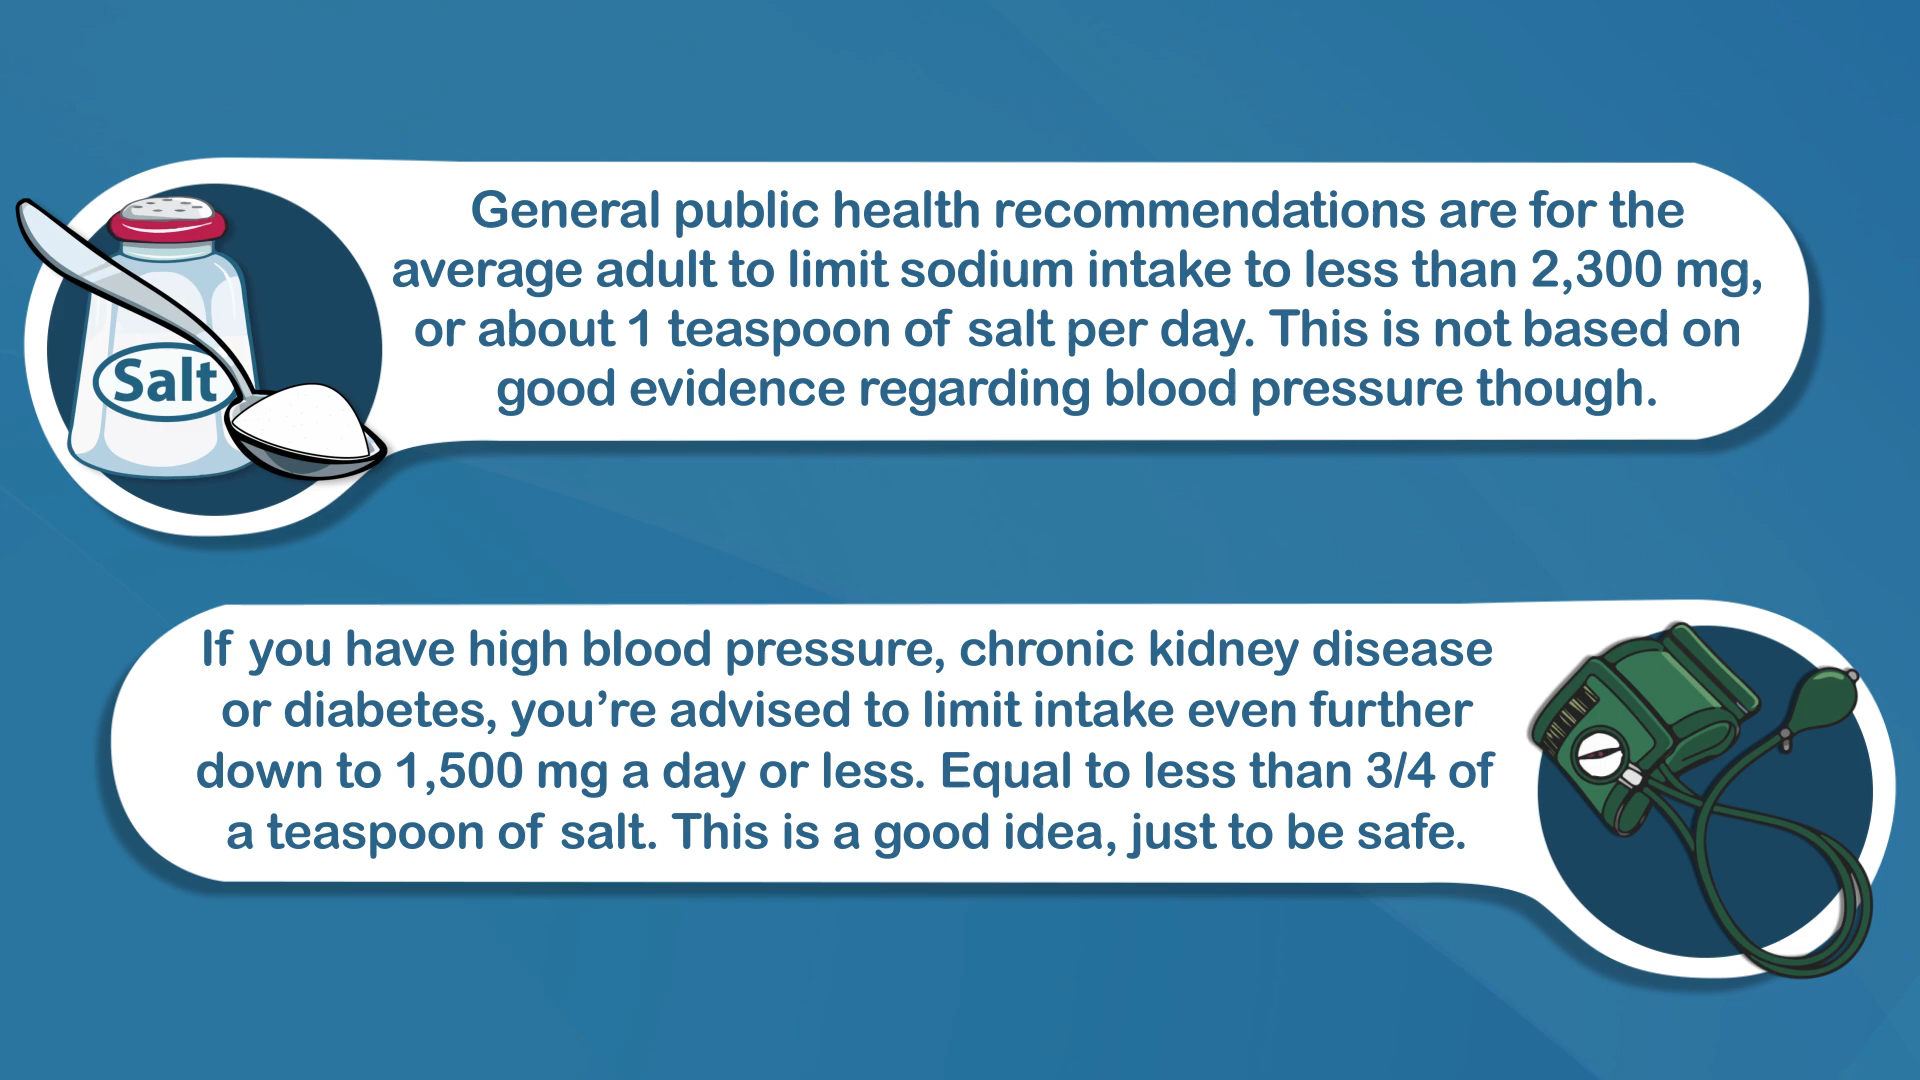 General public health recommendations are for the
average adult to limit sodium intake to less than 2,300 mg,
or about 1 teaspoon of salt per day. This is not based on
good evidence regarding blood pressure though.
Salt
If you have high blood pressure, chronic kidney disease
or diabetes, you’re advised to limit intake even further
down to 1,500 mg a day or less. Equal to less than 3/4 of
a teaspoon of salt. This is a good idea, just to be safe.